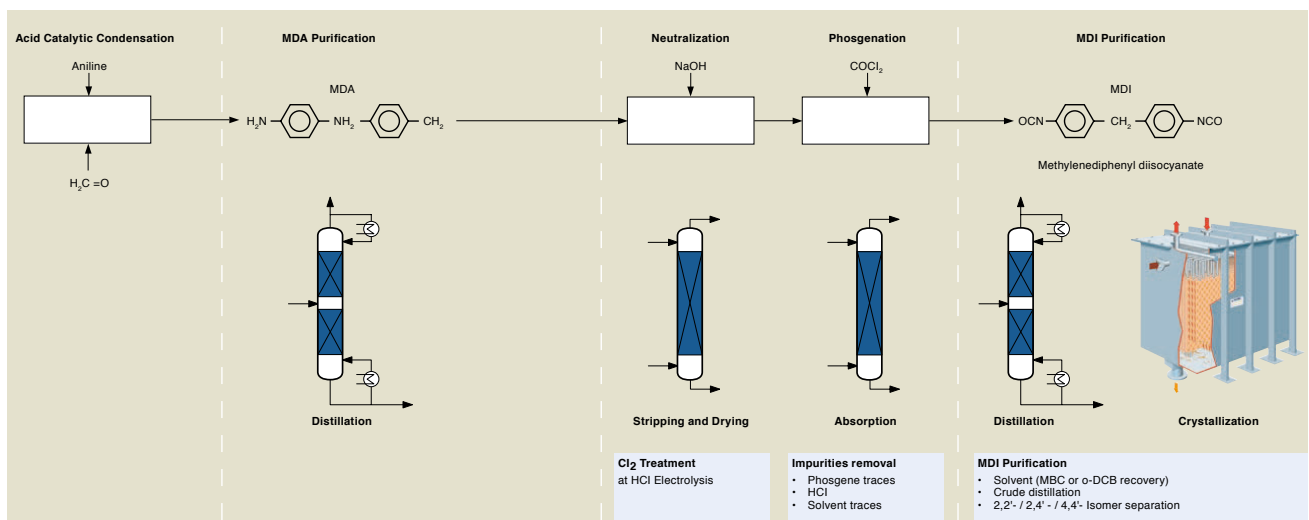 Acid Catalytic Condensation
MDA Purification
Neutralization
Phosgenation
MDI Purification
Aniline
NaOH
COCl2
MDA
MDI
H2N
NH2
CH2
OCN
CH2
NCO
H2C =O
Methylenediphenyl diisocyanate
Distillation
Stripping and Drying
Absorption
Distillation
Crystallization
Cl2 Treatment
at HCl Electrolysis
Impurities removal
• Phosgene traces
• HCl
• Solvent traces
MDI Purification
• Solvent (MBC or o-DCB recovery)
• Crude distillation
• 2,2'- / 2,4' - / 4,4'- Isomer separation